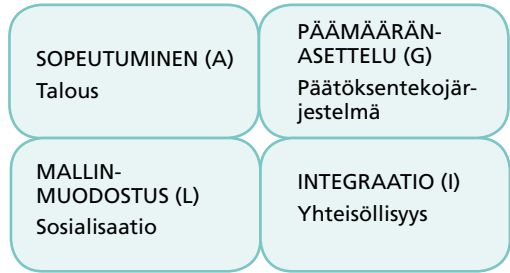 SOPEUTUMINEN (A)
Talous
PÄÄMÄÄRÄN-
ASETTELU (G)
Päätöksentekojär-
jestelmä
MALLIN-
MUODOSTUS (L)
Sosialisaatio
INTEGRAATIO (I)
Yhteisöllisyys